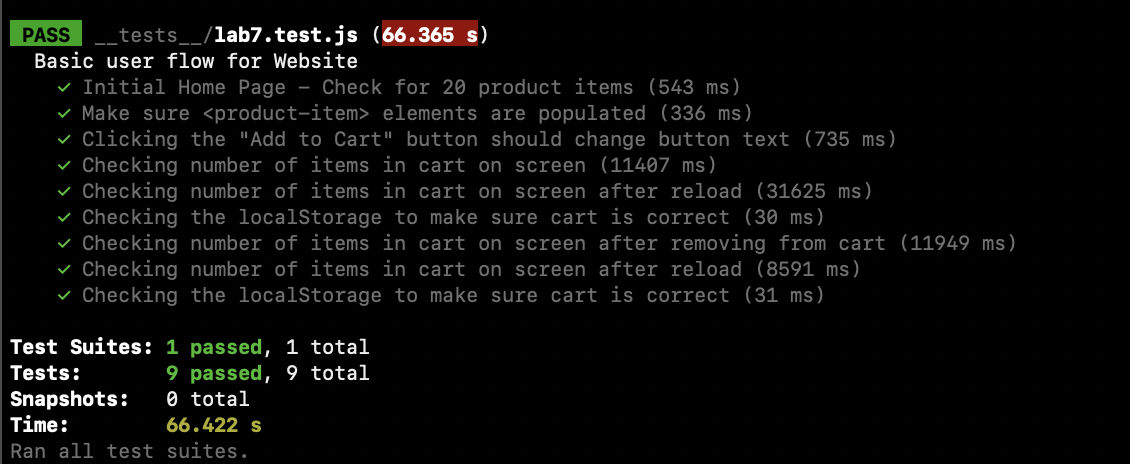 PASS __tests__/lab7.test.js (66.365 s)
Basic user flow for Website
✓ Initial Home Page – Check for 20 product items (543 ms)
✓ Make sure <product-item> elements are populated (336 ms)
✓ Clicking the "Add to Cart" button should change button text (735 ms)
✓ Checking number of items in cart on screen (11407 ms)
✓ Checking number of items in cart on screen after reload (31625 ms)
✓ Checking the localStorage to make sure cart is correct (30 ms)
✓ Checking number of items in cart on screen after removing from cart (11949 ms)
✓ Checking number of items in cart on screen after reload (8591 ms)
✓ Checking the localStorage to make sure cart is correct (31 ms)
Test Suites: 1 passed, 1 total
Tests: 9 passed, 9 total
Snapshots: 0 total
Time: 66.422 s
Ran all test suites.